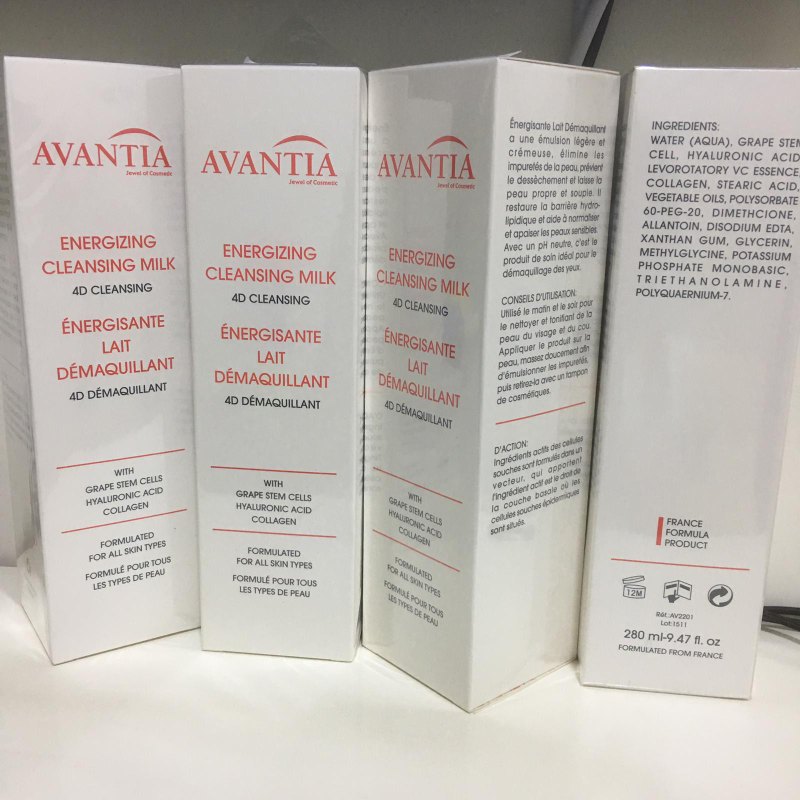 AVANTIA
Jewel of Cosmetic
ENERGIZING
CLEANSING MILK
4D CLEANSING
ÉNERGISANTE
LAIT
DÉMAQUILLANT
4D DÉMAQUILLANT
WITH
GRAPE STEM CELLS
HYALURONIC ACID
COLLAGEN
FORMULATED
FOR ALL SKIN TYPES
FORMULÉ POUR TOUS
LES TYPES DE PEAU
AVANTIA
Jewel of Cosmetic
ENERGIZING
CLEANSING MILK
4D CLEANSING
ÉNERGISANTE
LAIT
DÉMAQUILLANT
4D DÉMAQUILLANT
WITH
GRAPE STEM CELLS
HYALURONIC ACID
COLLAGEN
FORMULATED
FOR ALL SKIN TYPES
FORMULÉ POUR TOUS
LES TYPES DE PEAU
AVANTIA
Jewel of Cosmetic
ENERGIZING
CLEANSING MILK
4D CLEANSING
ÉNERGISANTE
LAIT
DÉMAQUILLANT
4D DÉMAQUILLANT
WITH
GRAPE STEM CELLS
HYALURONIC ACID
COLLAGEN
FORMULATED
FOR ALL SKIN TYPES
FORMULÉ POUR TOUS
LES TYPES DE PEAU
Énergisante Lait Démaquillant
a une émulsion légère et
crémeuse, élimine les
impuretés de la peau, prévient
le dessèchement et laisse la
peau propre et souple. Il
restaure la barrière hydro-
lipidique et aide à normaliser
et apaiser les peaux sensibles.
Avec un pH neutre, c'est le
produit de soin idéal pour le
démaquillage des yeux.
CONSEILS D'UTILISATION:
Utilisé le matin et le soir pour
le nettoyer et tonifiant de la
peau du visage et du cou.
Appliquer le produit sur la
peau, massez doucement afin
d'émulsionner les impuretés,
puis retirez-la avec un tampon
de cosmétiques.
D'ACTION:
Ingrédients actifs des cellules
souches sont formulés dans un
vecteur, qui apportent
l'ingrédient actif est le droit de
la couche basale où les
cellules souches épidermiques
sont situés.
INGREDIENTS:
WATER (AQUA), GRAPE STEM
CELL, HYALURONIC ACID,
LEVOROTATORY VC ESSENCE,
COLLAGEN, STEARIC ACID,
VEGETABLE OILS, POLYSORBATE
60-PEG-20, DIMETHCIONE,
ALLANTOIN, DISODIUM EDTA,
XANTHAN GUM, GLYCERIN,
METHYLGLYCINE, POTASSIUM
PHOSPHATE MONOBASIC,
TRIETHANOLAMINE,
POLYQUAERNIUM-7.
FRANCE
FORMULA
PRODUCT
12M
Réf.:AV2201
Lot:1511
280 ml-9.47 fl. oz
FORMULATED FROM FRANCE